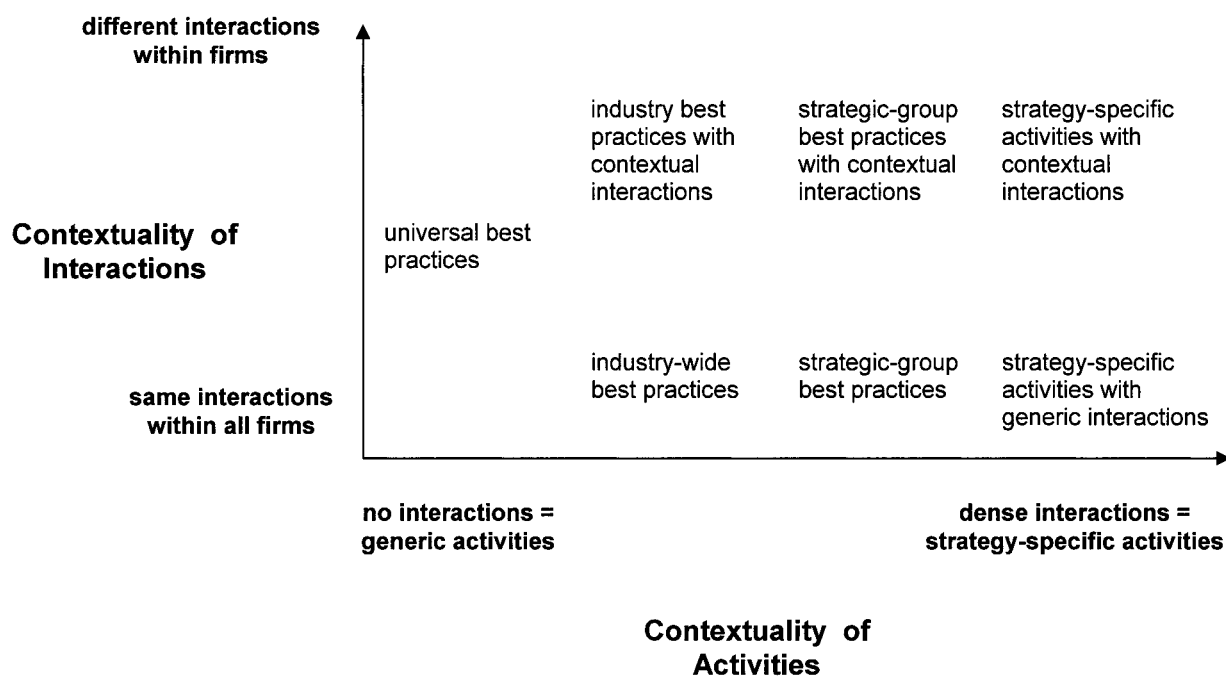 different interactions
within firms
industry best
practices with
contextual
interactions
strategic-group
best practices
with contextual
interactions
strategy-specific
activities with
contextual
interactions
Contextuality of
Interactions
universal best
practices
industry-wide
best practices
strategic-group
best practices
strategy-specific
activities with
generic interactions
same interactions
within all firms
no interactions =
generic activities
dense interactions =
strategy-specific activities
Contextuality of
Activities